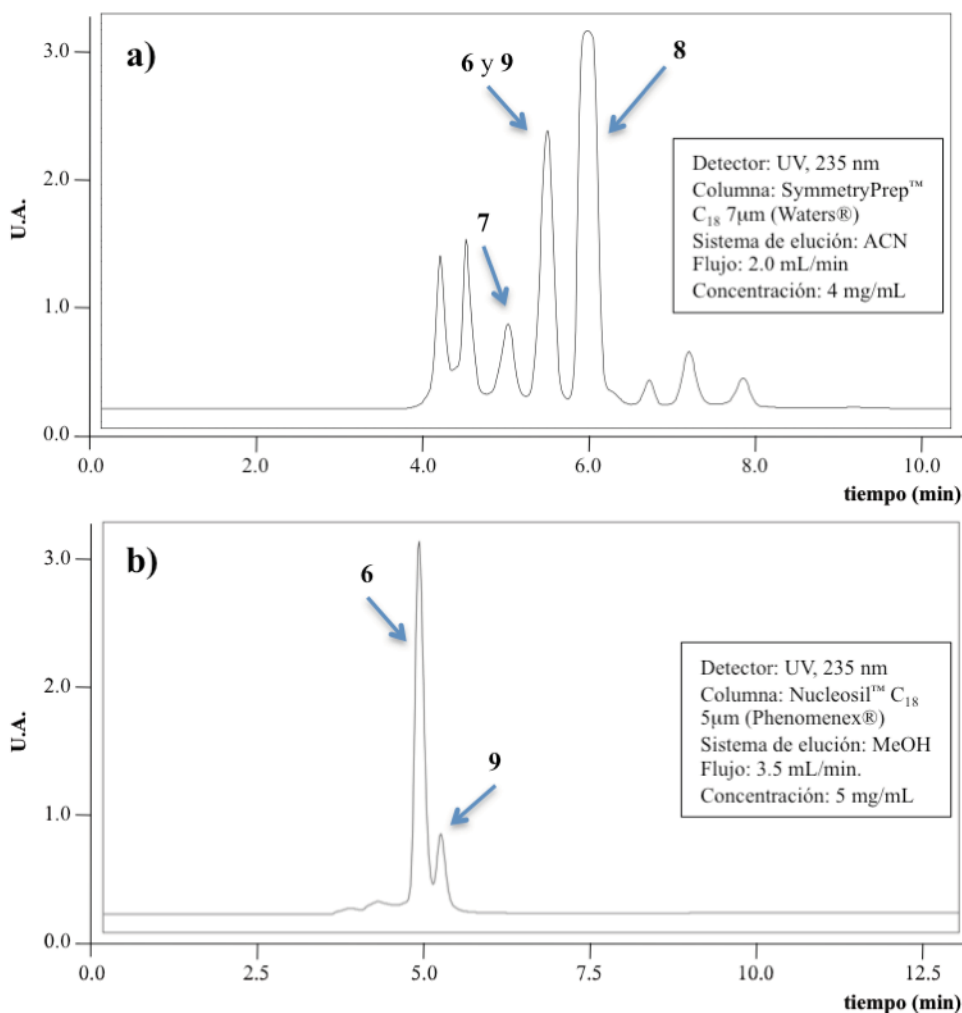 a)
U.A.
3.0
2.0
1.0
0.0
6 y 9
8
7
Detector: UV, 235 nm
Columna: SymmetryPrep™
C₁₈ 7μm (Waters®)
Sistema de elución: ACN
Flujo: 2.0 mL/min
Concentración: 4 mg/mL
0.0 2.0 4.0 6.0 8.0 10.0
tiempo (min)
b)
U.A.
3.0
2.0
1.0
0.0
6
9
Detector: UV, 235 nm
Columna: Nucleosil™ C₁₈
5μm (Phenomenex®)
Sistema de elución: MeOH
Flujo: 3.5 mL/min.
Concentración: 5 mg/mL
0.0 2.5 5.0 7.5 10.0 12.5
tiempo (min)